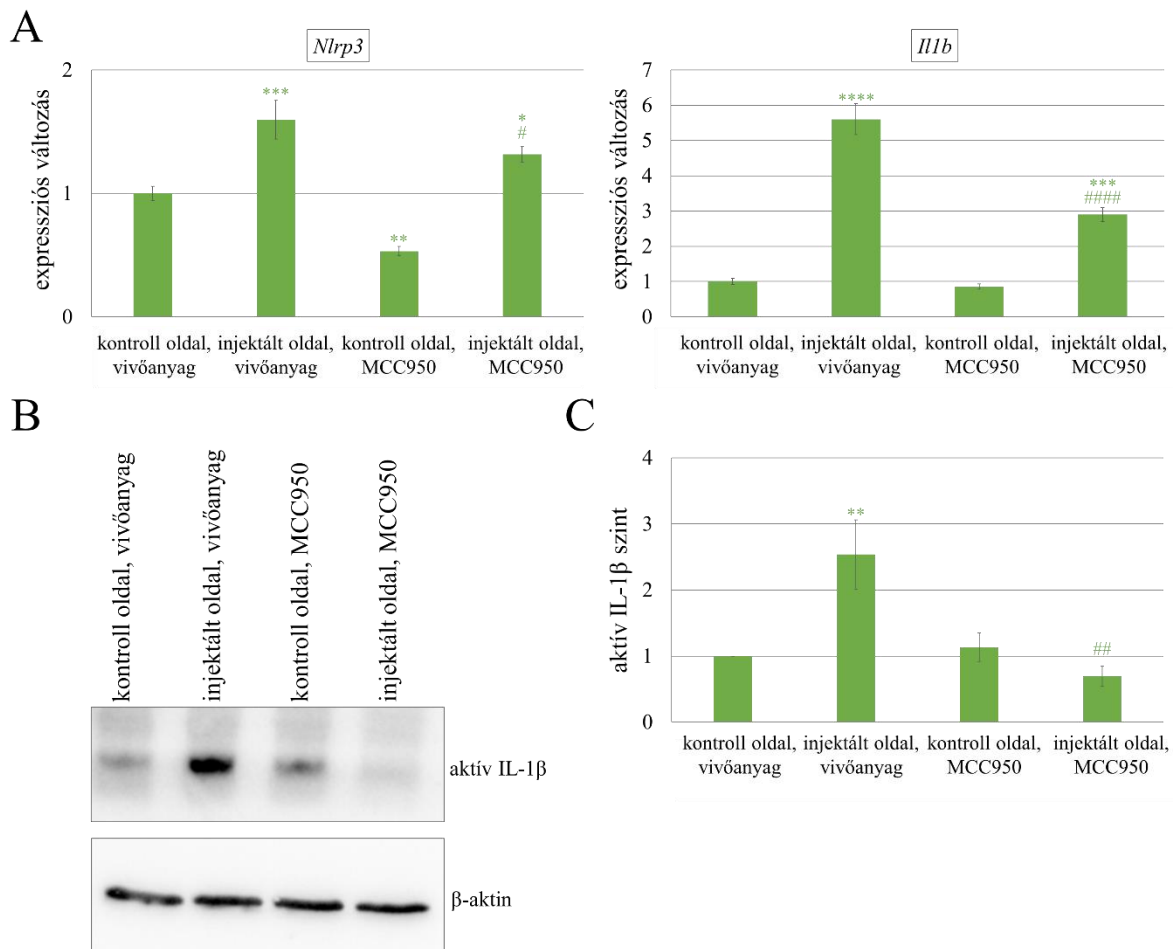 A
Nlrp3
expressziós változás
2
1
0
***
**
*
#
kontroll oldal, vivőanyag
injektált oldal, vivőanyag
kontroll oldal, MCC950
injektált oldal, MCC950
Il1b
expressziós változás
7
6
5
4
3
2
1
0
****
***
####
kontroll oldal, vivőanyag
injektált oldal, vivőanyag
kontroll oldal, MCC950
injektált oldal, MCC950
B
kontroll oldal, vivőanyag
injektált oldal, vivőanyag
kontroll oldal, MCC950
injektált oldal, MCC950
aktív IL-1β
β-aktin
C
aktív IL-1β szint
4
3
2
1
0
**
##
kontroll oldal, vivőanyag
injektált oldal, vivőanyag
kontroll oldal, MCC950
injektált oldal, MCC950